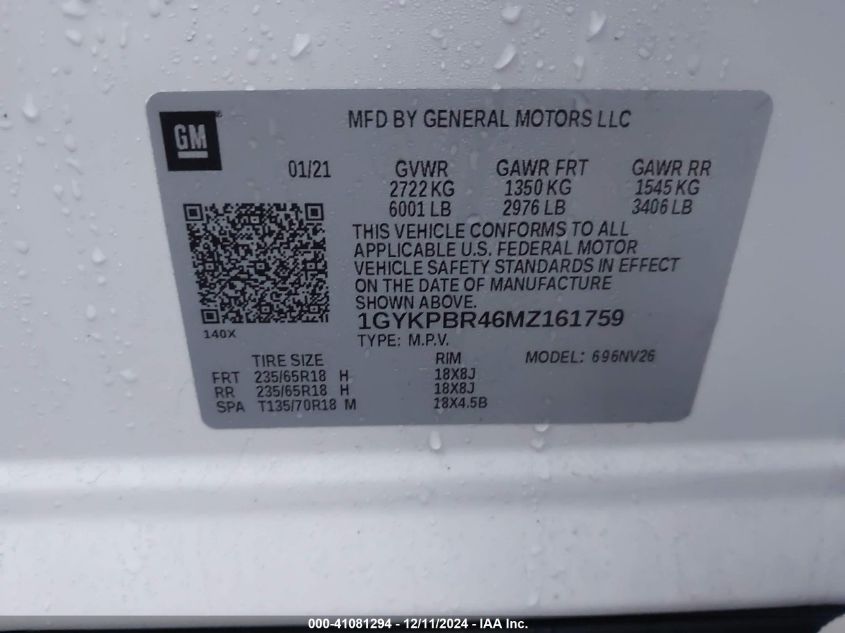 GM
MFD BY GENERAL MOTORS LLC
01/21 GVWR GAWR FRT GAWR RR
2722 KG 1350 KG 1545 KG
6001 LB 2976 LB 3406 LB
THIS VEHICLE CONFORMS TO ALL
APPLICABLE U.S. FEDERAL MOTOR
VEHICLE SAFETY STANDARDS IN EFFECT
ON THE DATE OF MANUFACTURE
SHOWN ABOVE.
1GYKPBR46MZ161759
140X
TYPE: M.P.V.
TIRE SIZE RIM MODEL: 696NV26
FRT 235/65R18 H 18X8J
RR 235/65R18 H 18X8J
SPA T135/70R18 M 18X4.5B
000-41081294 - 12/11/2024 - IAA Inc.